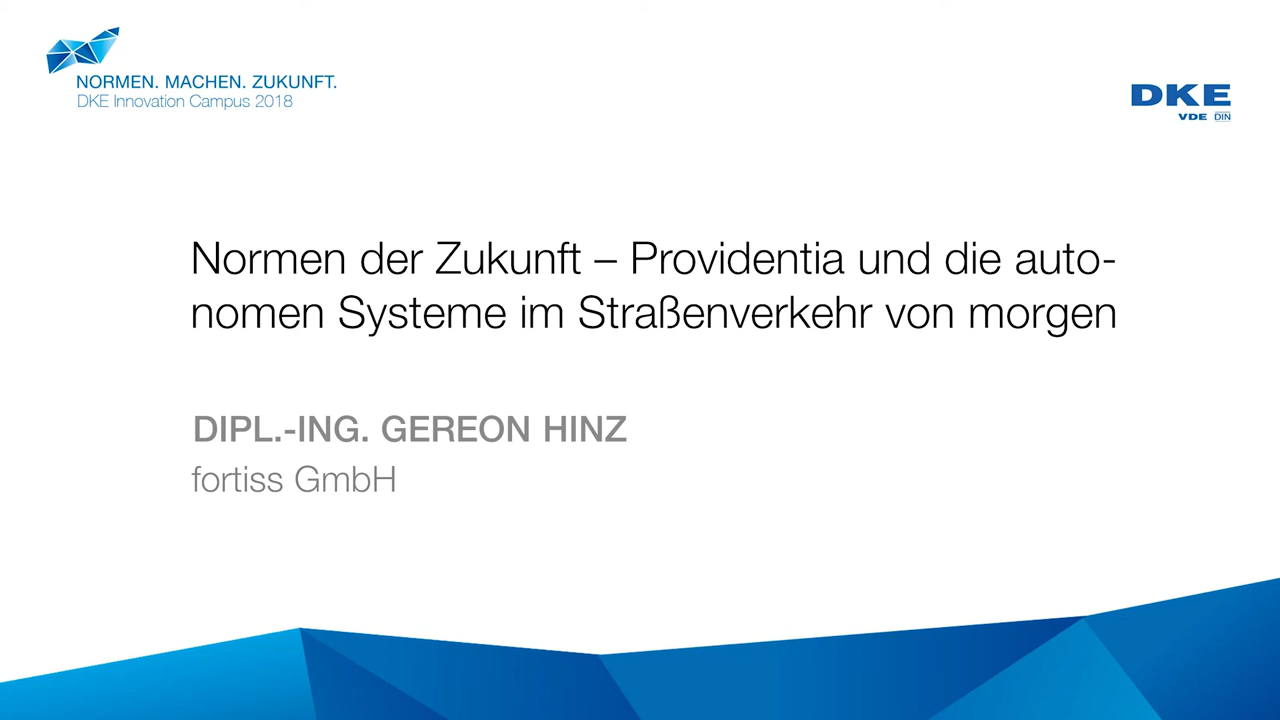 NORMEN. MACHEN. ZUKUNFT.
DKE Innovation Campus 2018
DKE
VDE DIN
Normen der Zukunft – Providentia und die auto-
nomen Systeme im Straßenverkehr von morgen
DIPL.-ING. GEREON HINZ
fortiss GmbH